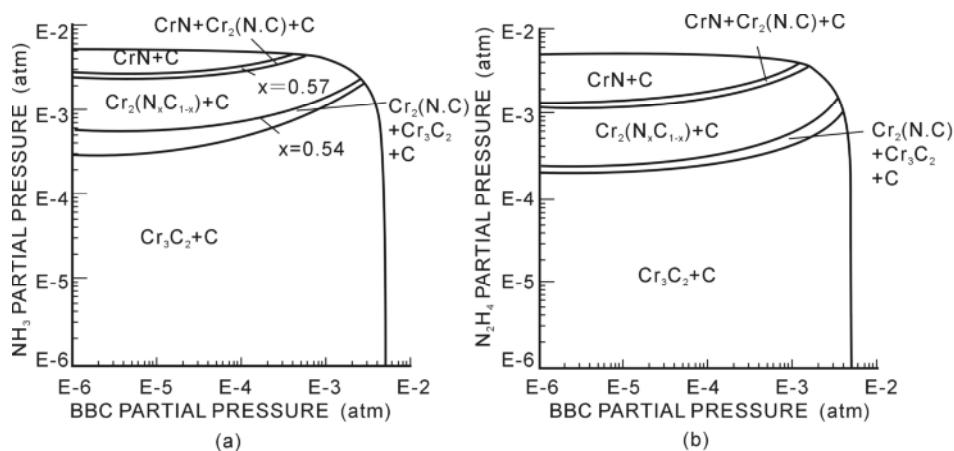 CrN+Cr₂(N.C)+C
E-2
CrN+C
x=0.57
E-3
Cr₂(NₓC₁₋ₓ)+C
Cr₂(N.C)
+Cr₃C₂
+C
x=0.54
E-4
Cr₃C₂+C
E-5
E-6
NH₃ PARTIAL PRESSURE (atm)
E-6 E-5 E-4 E-3 E-2
BBC PARTIAL PRESSURE (atm)
(a)
CrN+Cr₂(N.C)+C
E-2
CrN+C
E-3
Cr₂(NₓC₁₋ₓ)+C
Cr₂(N.C)
+Cr₃C₂
+C
E-4
Cr₃C₂+C
E-5
E-6
N₂H₄ PARTIAL PRESSURE (atm)
E-6 E-5 E-4 E-3 E-2
BBC PARTIAL PRESSURE (atm)
(b)